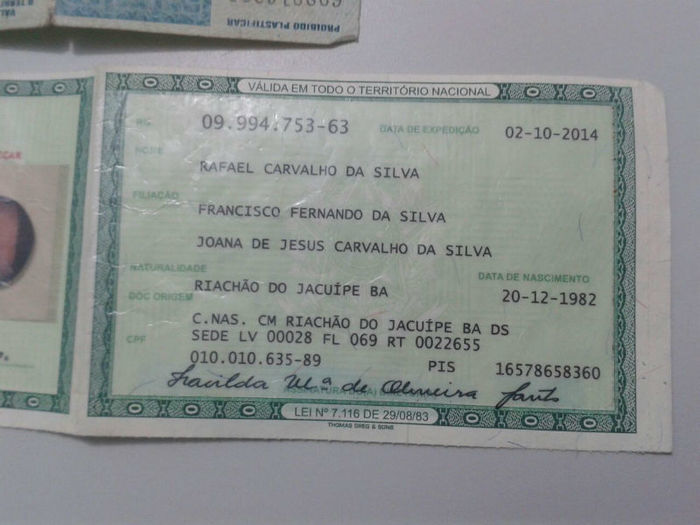 PROIBIDO PLASTIFICAR
VÁLIDA EM TODO O TERRITÓRIO NACIONAL
RG 09.994.753-63 DATA DE EXPEDIÇÃO 02-10-2014
NOME
RAFAEL CARVALHO DA SILVA
FILIAÇÃO
FRANCISCO FERNANDO DA SILVA
JOANA DE JESUS CARVALHO DA SILVA
NATURALIDADE DATA DE NASCIMENTO
RIACHÃO DO JACUÍPE BA 20-12-1982
DOC ORIGEM
C.NAS. CM RIACHÃO DO JACUÍPE BA DS
SEDE LV 00028 FL 069 RT 0022655
CPF
010.010.635-89 PIS 16578658360
Mª de Oliveira
LEI Nº 7.116 DE 29/08/83
THOMAS GREG & SONS